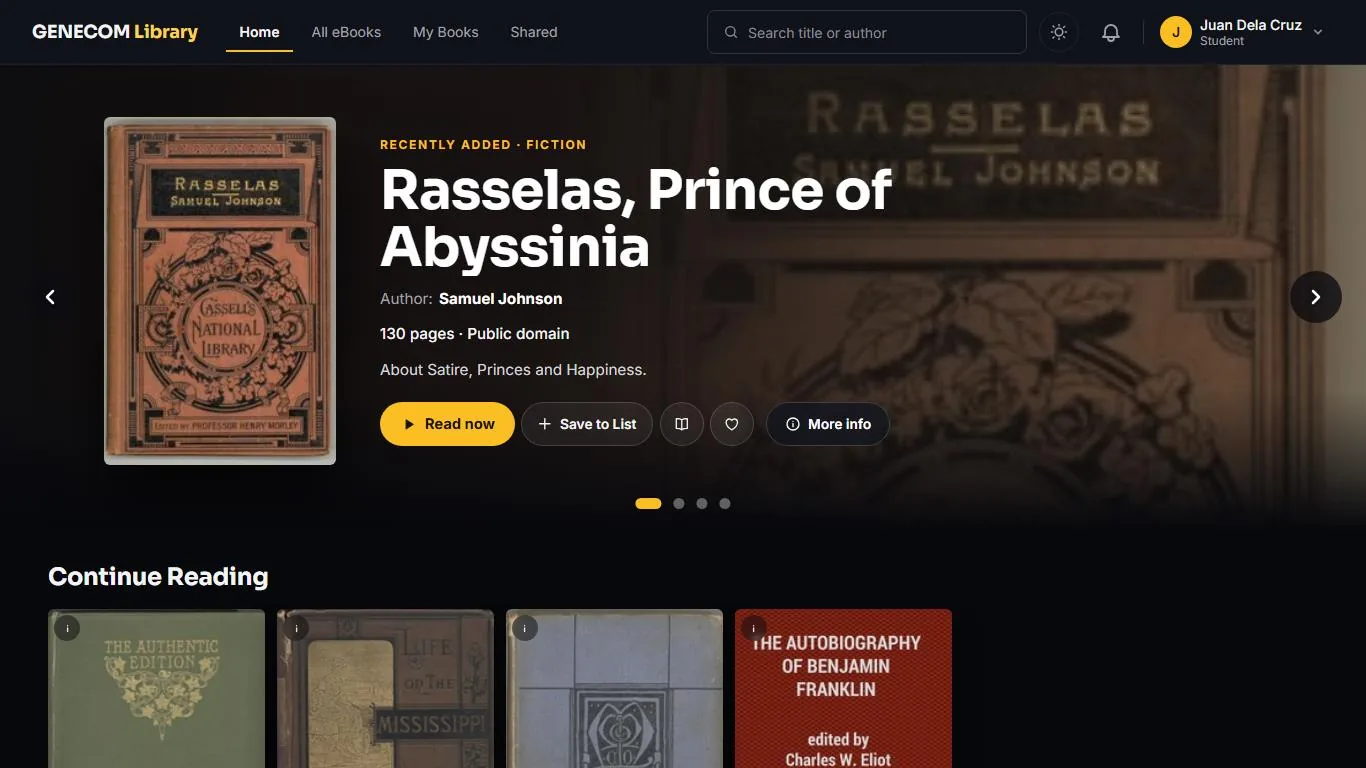 GENECOM Library
Home
All eBooks
My Books
Shared
Search title or author
J
Juan Dela Cruz
Student
RASSELAS
SAMUEL JOHNSON
CASSELL'S
NATIONAL
LIBRARY
EDITED BY PROFESSOR HENRY MORLEY
RECENTLY ADDED · FICTION
Rasselas, Prince of
Abyssinia
Author: Samuel Johnson
130 pages · Public domain
About Satire, Princes and Happiness.
Read now
Save to List
More info
RASSELAS
SAMUEL JOHNSON
Continue Reading
i
THE AUTHENTIC
EDITION
i
LIFE
ON THE
MISSISSIPPI
i
i
THE AUTOBIOGRAPHY
OF BENJAMIN
FRANKLIN
edited by
Charles W. Eliot